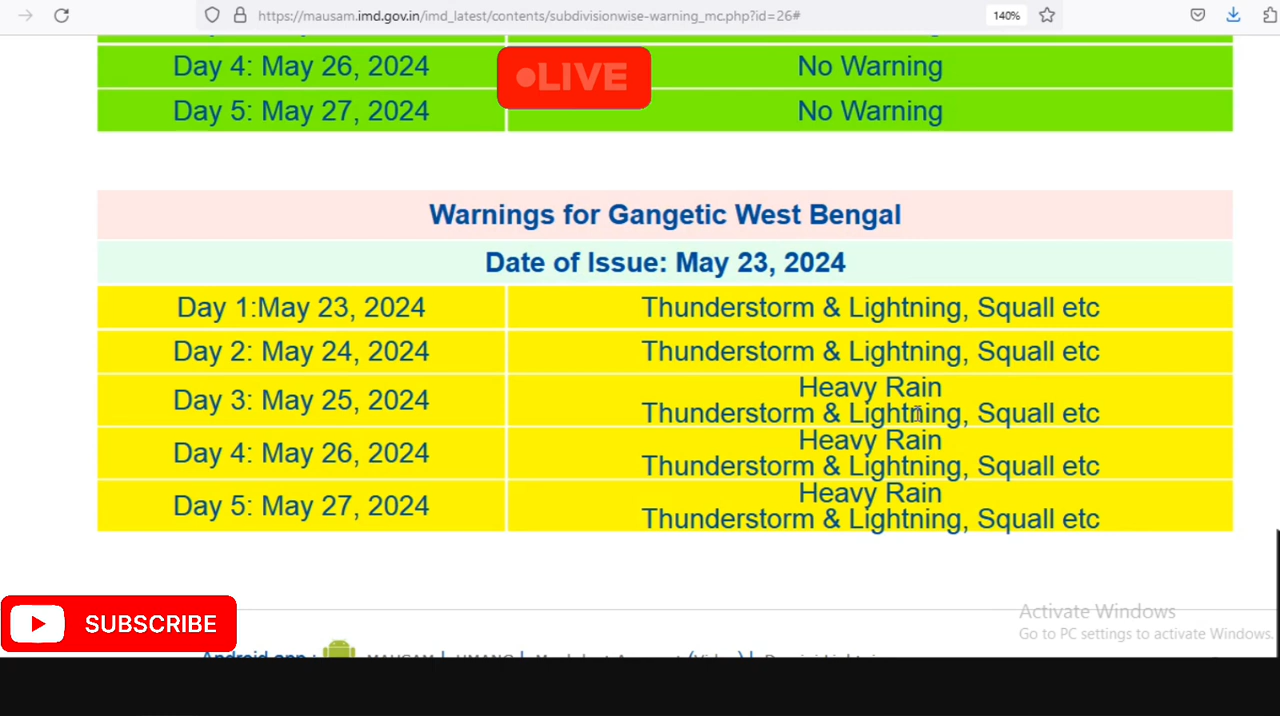 https://mausam.imd.gov.in/imd_latest/contents/subdivisionwise-warning_mc.php?id=26#
140%
Day 4: May 26, 2024 No Warning
LIVE
Day 5: May 27, 2024 No Warning
Warnings for Gangetic West Bengal
Date of Issue: May 23, 2024
Day 1:May 23, 2024 Thunderstorm & Lightning, Squall etc
Day 2: May 24, 2024 Thunderstorm & Lightning, Squall etc
Day 3: May 25, 2024 Heavy Rain
Thunderstorm & Lightning, Squall etc
Day 4: May 26, 2024 Heavy Rain
Thunderstorm & Lightning, Squall etc
Day 5: May 27, 2024 Heavy Rain
Thunderstorm & Lightning, Squall etc
Activate Windows
Go to PC settings to activate Windows.
SUBSCRIBE
Android app : MAUSAM | UMANG |